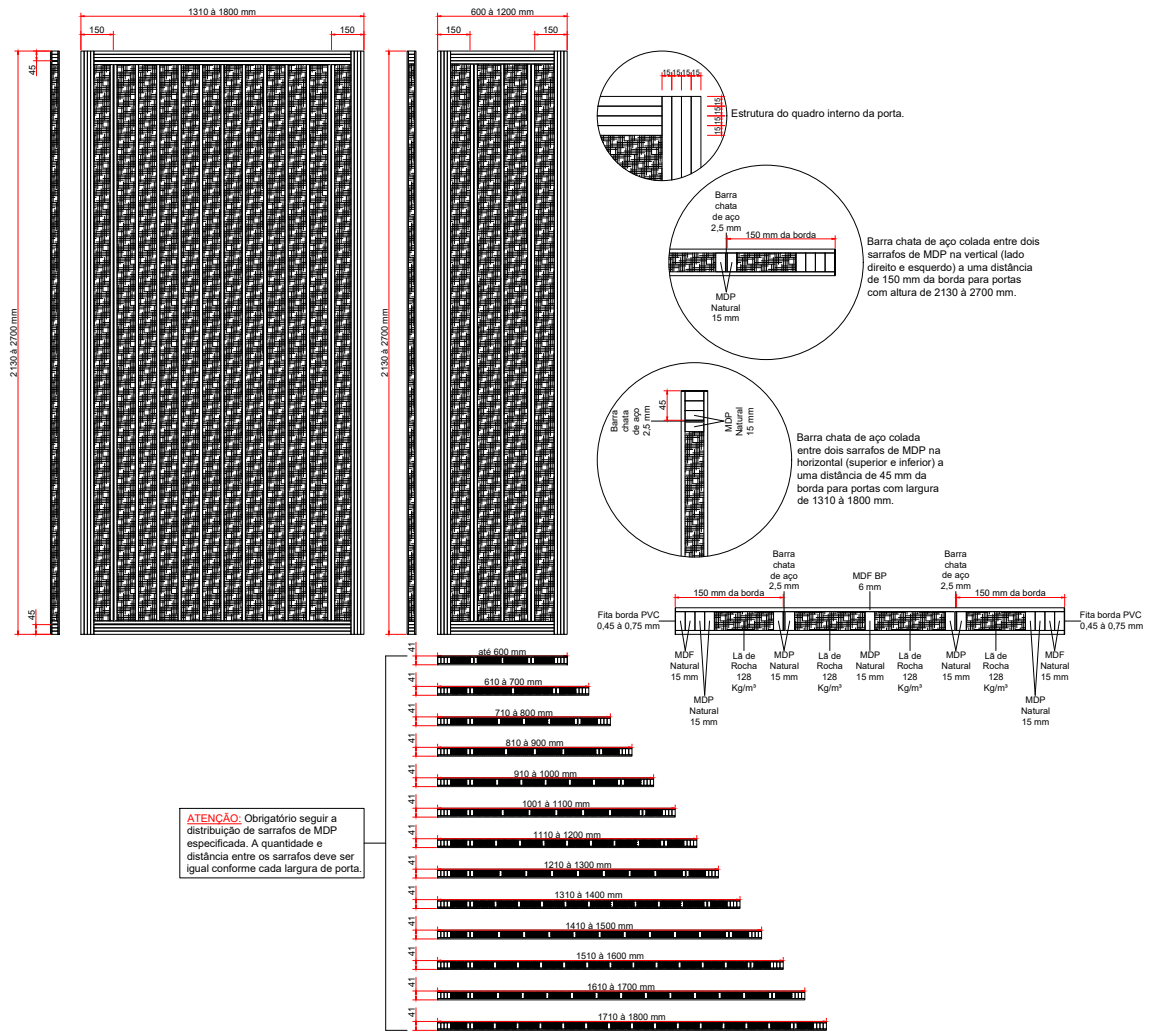 1310 à 1800 mm
150
150
45
2130 à 2700 mm
45
600 à 1200 mm
150
150
2130 à 2700 mm
15 15 15 15
15 15 15 15
Estrutura do quadro interno da porta.
Barra
chata
de aço
2,5 mm
150 mm da borda
MDP
Natural
15 mm
Barra chata de aço colada entre dois
sarrafos de MDP na vertical (lado
direito e esquerdo) a uma distância
de 150 mm da borda para portas
com altura de 2130 à 2700 mm.
45
Barra
chata
de aço
2,5 mm
MDP
Natural
15 mm
Barra chata de aço colada
entre dois sarrafos de MDP na
horizontal (superior e inferior) a
uma distância de 45 mm da
borda para portas com largura
de 1310 à 1800 mm.
Barra
chata
de aço
2,5 mm
MDF BP
6 mm
Barra
chata
de aço
2,5 mm
150 mm da borda
150 mm da borda
Fita borda PVC
0,45 à 0,75 mm
Fita borda PVC
0,45 à 0,75 mm
MDF
Natural
15 mm
MDP
Natural
15 mm
Lã de
Rocha
128
Kg/m³
MDP
Natural
15 mm
Lã de
Rocha
128
Kg/m³
MDP
Natural
15 mm
Lã de
Rocha
128
Kg/m³
MDP
Natural
15 mm
Lã de
Rocha
128
Kg/m³
MDP
Natural
15 mm
MDF
Natural
15 mm
41
até 600 mm
41
610 à 700 mm
41
710 à 800 mm
41
810 à 900 mm
41
910 à 1000 mm
41
1001 à 1100 mm
41
1110 à 1200 mm
41
1210 à 1300 mm
41
1310 à 1400 mm
41
1410 à 1500 mm
41
1510 à 1600 mm
41
1610 à 1700 mm
41
1710 à 1800 mm
ATENÇÃO: Obrigatório seguir a
distribuição de sarrafos de MDP
especificada. A quantidade e
distância entre os sarrafos deve ser
igual conforme cada largura de porta.